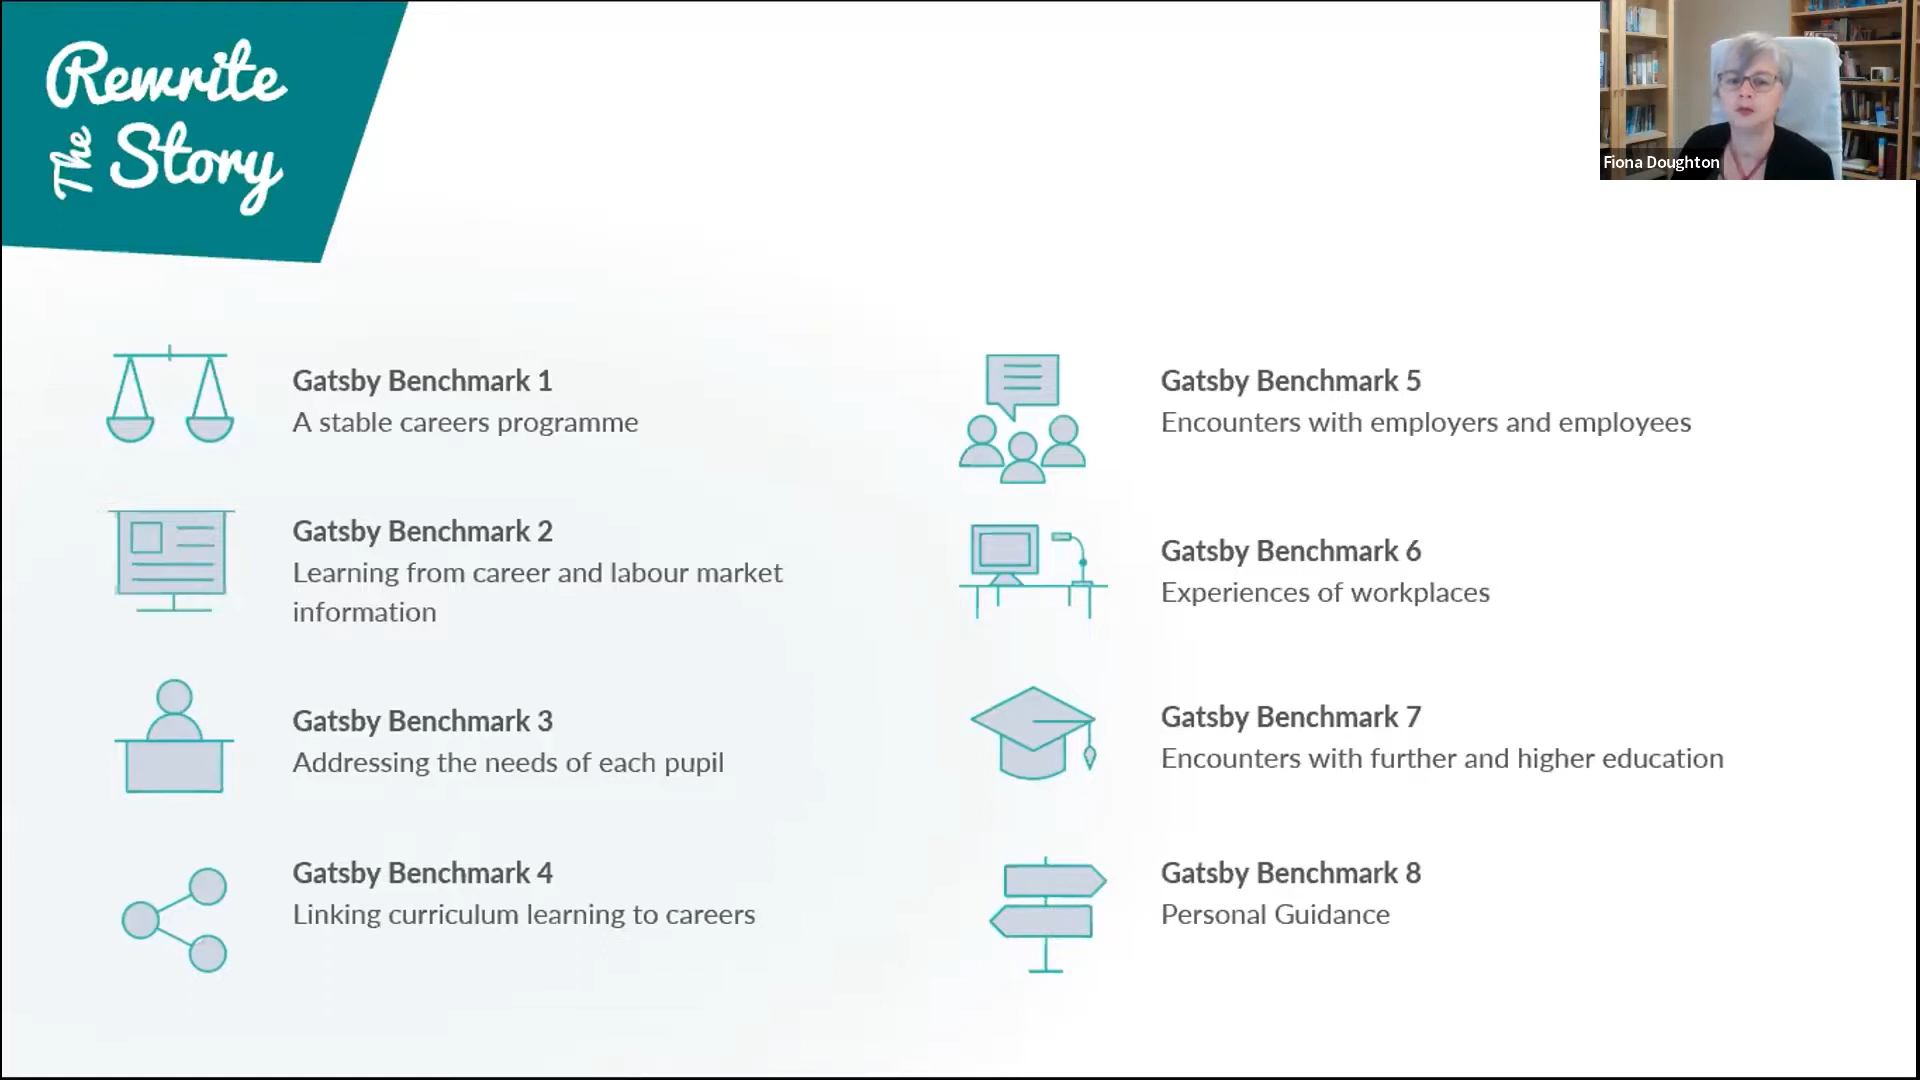 Rewrite
The Story
Fiona Doughton
Gatsby Benchmark 1
A stable careers programme
Gatsby Benchmark 2
Learning from career and labour market
information
Gatsby Benchmark 3
Addressing the needs of each pupil
Gatsby Benchmark 4
Linking curriculum learning to careers
Gatsby Benchmark 5
Encounters with employers and employees
Gatsby Benchmark 6
Experiences of workplaces
Gatsby Benchmark 7
Encounters with further and higher education
Gatsby Benchmark 8
Personal Guidance